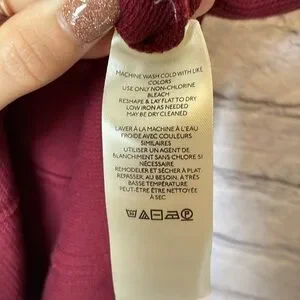 MACHINE WASH COLD WITH LIKE
COLORS
USE ONLY NON-CHLORINE
BLEACH
RESHAPE & LAY FLAT TO DRY
LOW IRON AS NEEDED
MAY BE DRY CLEANED
LAVER À LA MACHINE À L'EAU
FROIDE AVEC COULEURS
SIMILAIRES
UTILISER UN AGENT DE
BLANCHIMENT SANS CHLORE SI
NÉCESSAIRE
REMODELER ET SÉCHER À PLAT
REPASSER, AU BESOIN, À TRÈS
BASSE TEMPÉRATURE
PEUT-ÊTRE ÊTRE NETTOYÉE
À SEC